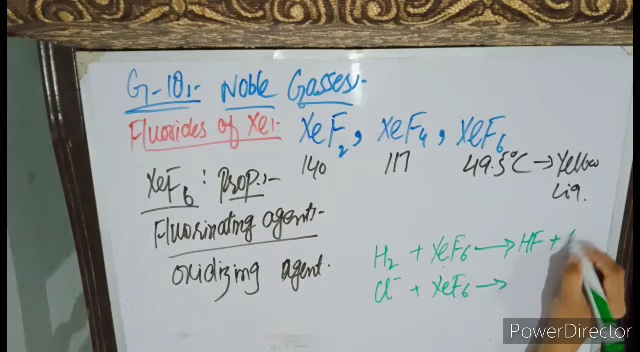 G-18:- Noble Gasses:-
Fluorides of Xe:- XeF2, XeF4, XeF6
140 117 49.5°C → Yellow Liq.
XeF6 : Prop:-
Fluorinating agent:-
oxidizing agent.
H2 + XeF6 → HF +
Cl⁻ + XeF6 →
PowerDirector